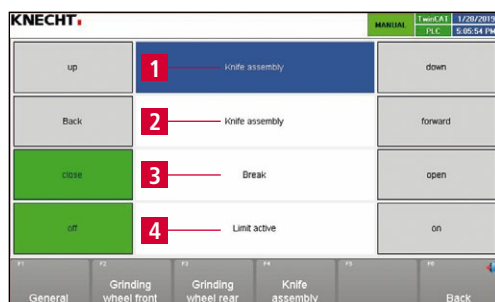 KNECHT
MANUAL
TwinCAT
PLC
1/28/2019
5:05:54 PM
up
1
Knife assembly
down
Back
2
Knife assembly
forward
close
3
Break
open
off
4
Limit active
on
F1
F2
F3
F4
F5
F6
General
Grinding
wheel front
Grinding
wheel rear
Knife
assembly
Back